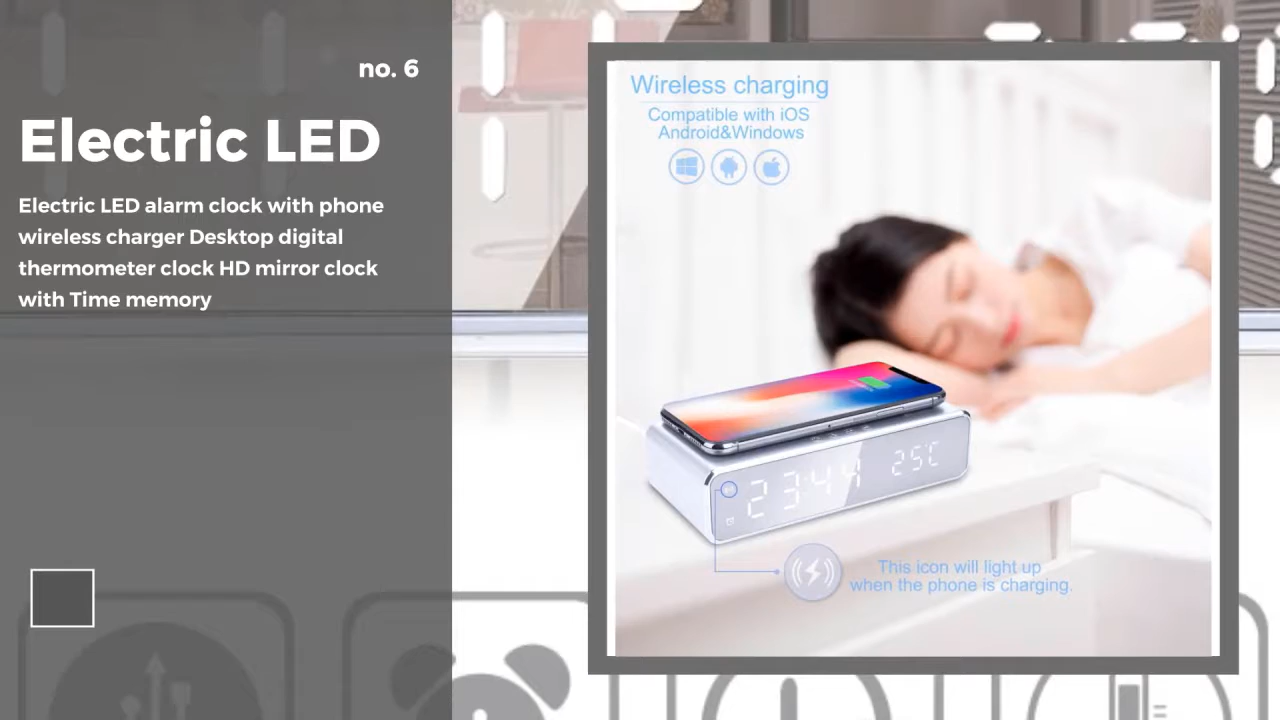 no. 6
Electric LED
Electric LED alarm clock with phone
wireless charger Desktop digital
thermometer clock HD mirror clock
with Time memory
Wireless charging
Compatible with iOS
Android&Windows
23:44 25℃
This icon will light up
when the phone is charging.